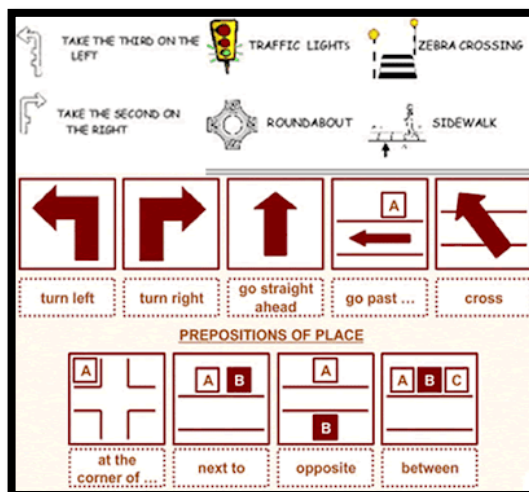 TAKE THE THIRD ON THE
LEFT
TRAFFIC LIGHTS
ZEBRA CROSSING
TAKE THE SECOND ON
THE RIGHT
ROUNDABOUT
SIDEWALK
A
turn left
turn right
go straight
ahead
go past ...
cross
PREPOSITIONS OF PLACE
A
A B
A
B
A B C
at the
corner of ...
next to
opposite
between